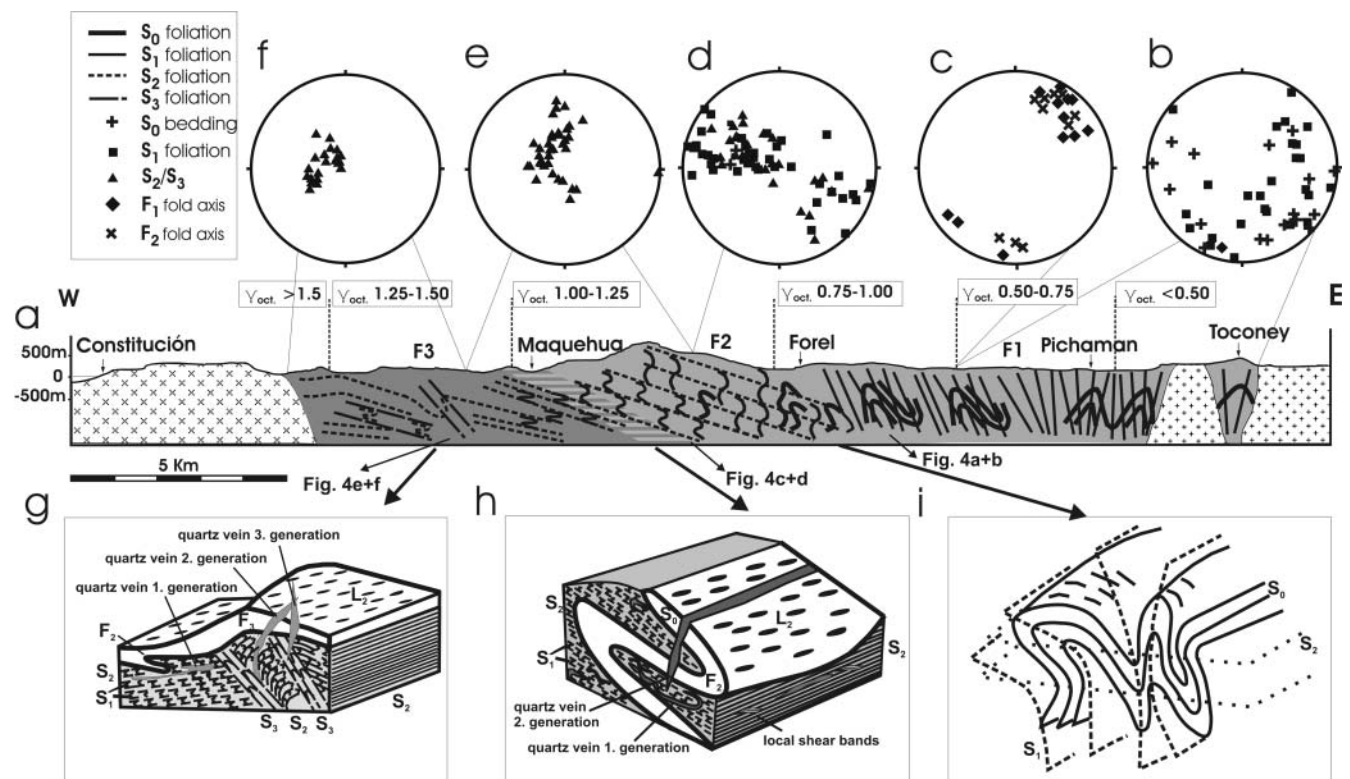 S0 foliation
S1 foliation
S2 foliation
S3 foliation
S0 bedding
S1 foliation
S2/S3
F1 fold axis
F2 fold axis
f
e
d
c
b
W
γoct. >1.5
γoct. 1.25-1.50
γoct. 1.00-1.25
γoct. 0.75-1.00
γoct. 0.50-0.75
γoct. <0.50
E
a
Constitución
F3
Maquehua
F2
Forel
F1
Pichaman
Toconey
500m
0
-500m
5 Km
Fig. 4e+f
Fig. 4c+d
Fig. 4a+b
g
quartz vein 3. generation
quartz vein 2. generation
quartz vein 1. generation
L2
F3
F2
S2
S1
S3
S2
S3
S2
h
S2
S0
L2
S1
F2
S2
quartz vein
2. generation
quartz vein 1. generation
local shear bands
i
S0
S2
S1